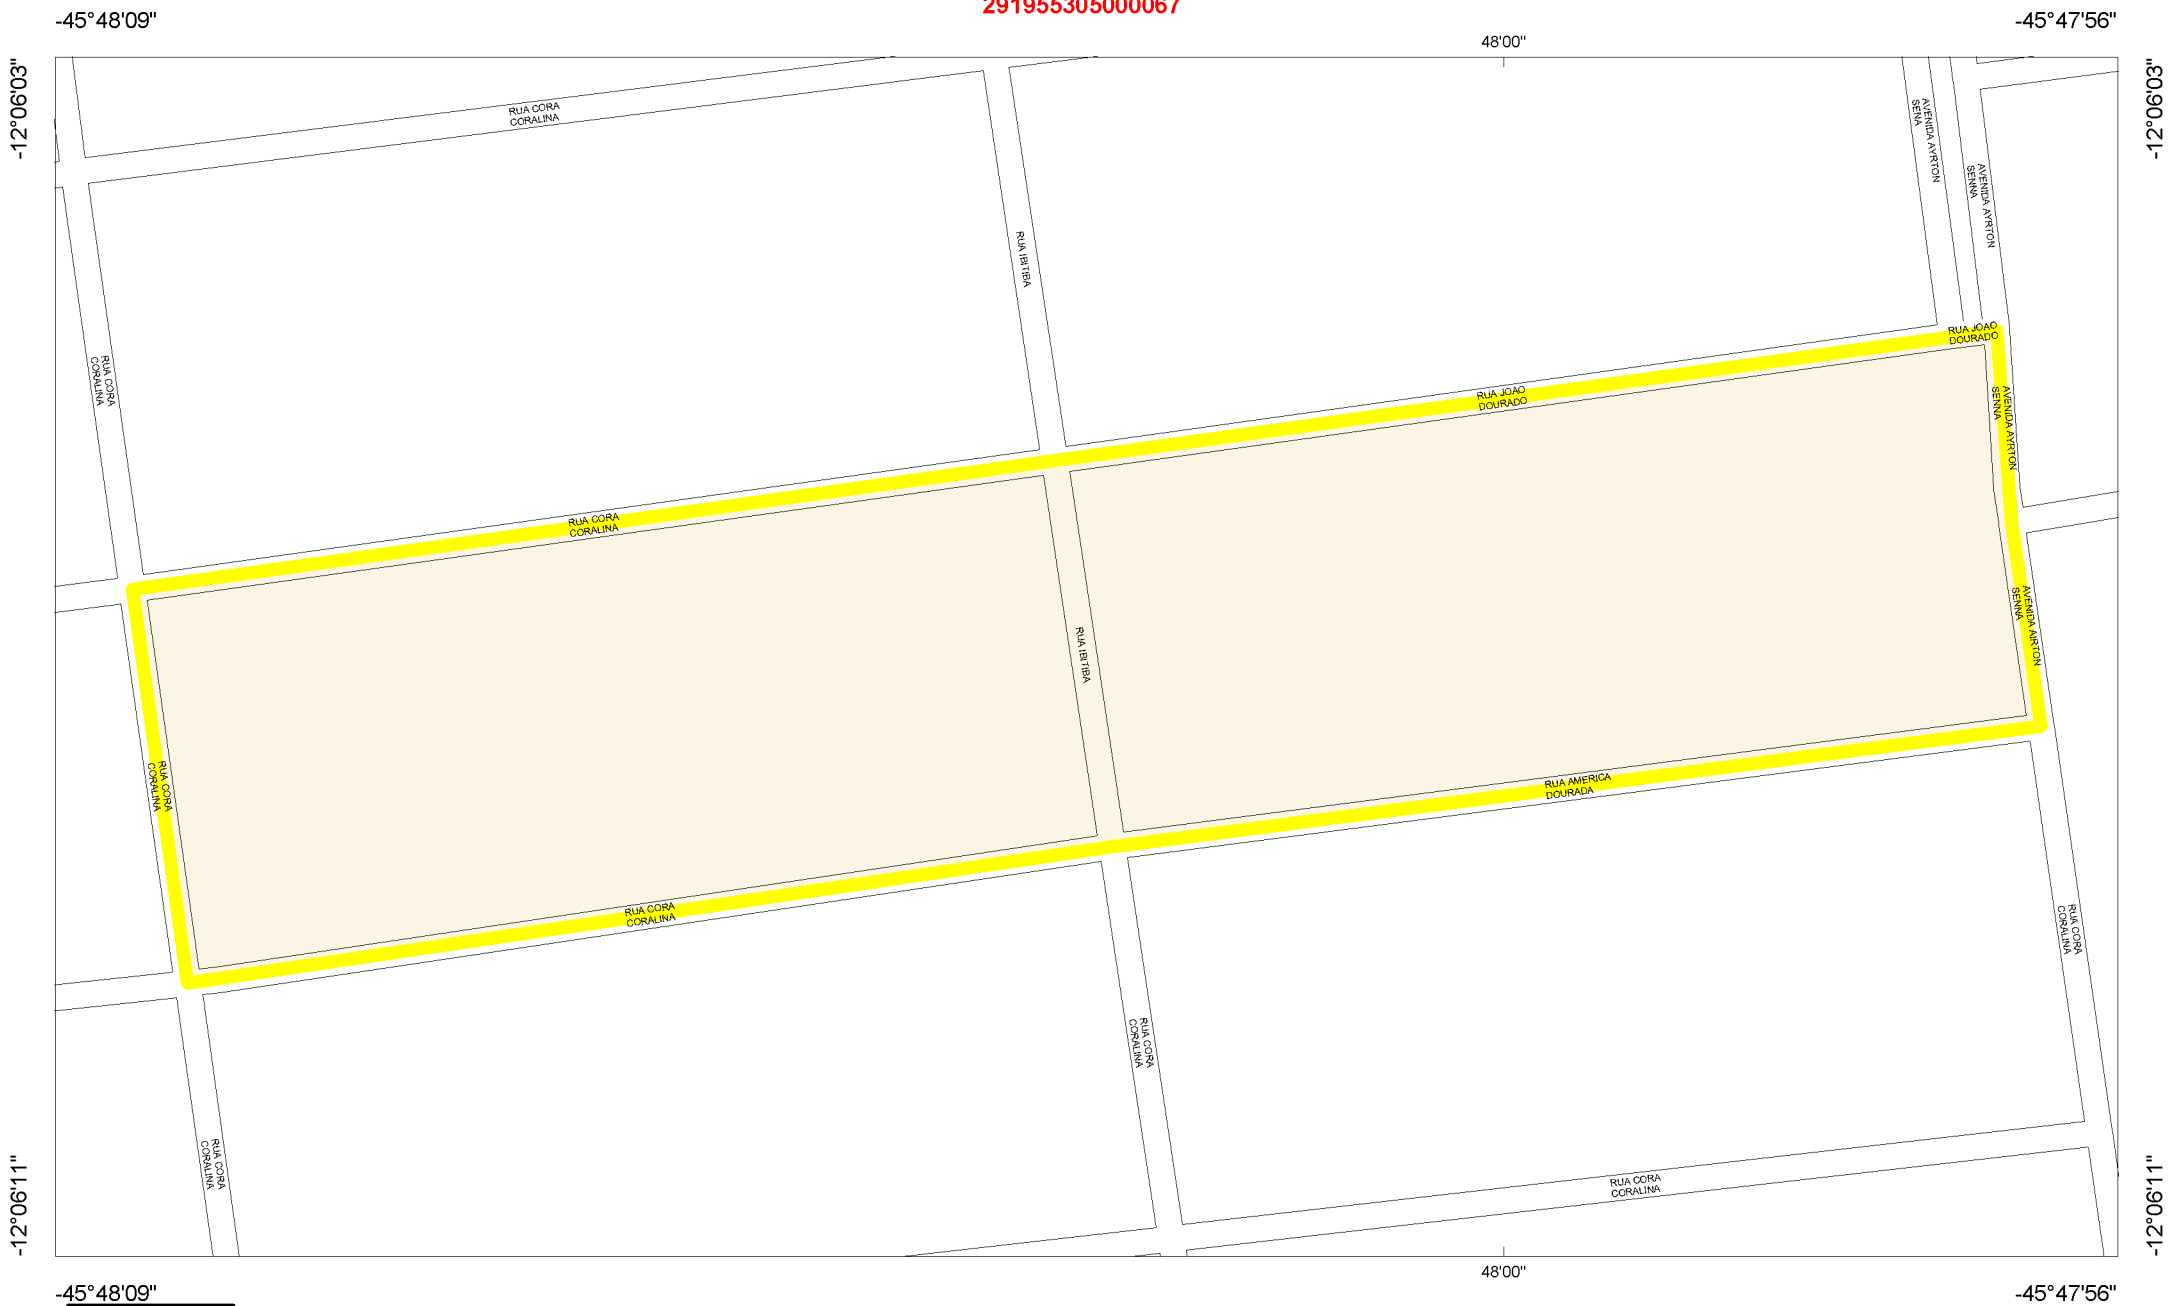 291955305000067
-45°48'09"
-45°47'56"
48'00"
-12°06'03"
-12°06'03"
RUA CORA
CORALINA
AVENIDA AYRTON
SENA
AVENIDA AYRTON
SENNA
RUA IBITIBA
RUA CORA
CORALINA
RUA JOAO
DOURADO
RUA JOAO
DOURADO
AVENIDA AYRTON
SENNA
RUA CORA
CORALINA
RUA IBITIBA
AVENIDA AIRTON
SENNA
RUA CORA
CORALINA
RUA AMERICA
DOURADA
RUA CORA
CORALINA
RUA CORA
CORALINA
RUA CORA
CORALINA
RUA CORA
CORALINA
RUA CORA
CORALINA
-12°06'11"
-12°06'11"
48'00"
-45°48'09"
-45°47'56"